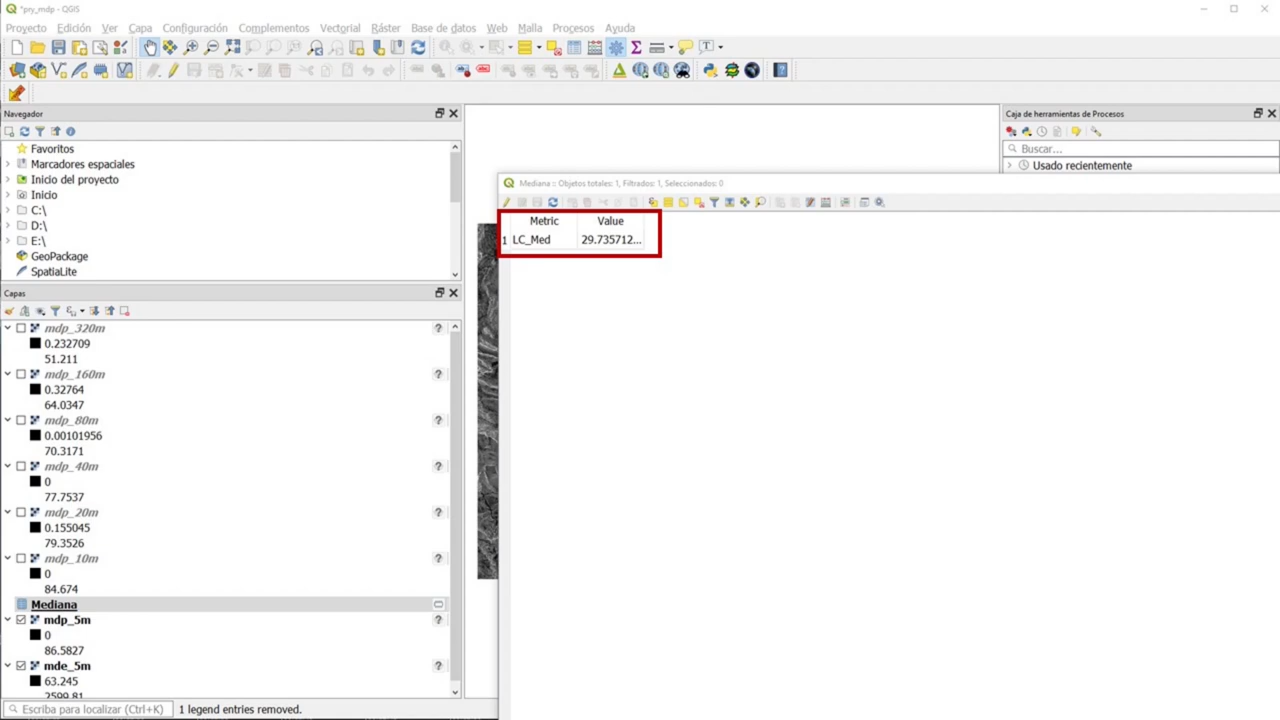 *pry_mdp - QGIS
Proyecto Edición Ver Capa Configuración Complementos Vectorial Ráster Base de datos Web Malla Procesos Ayuda
Navegador
Caja de herramientas de Procesos
Buscar...
Usado recientemente
Favoritos
Marcadores espaciales
Inicio del proyecto
Inicio
C:\
D:\
E:\
GeoPackage
SpatiaLite
Mediana :: Objetos totales: 1, Filtrados: 1, Seleccionados: 0
Metric Value
1 LC_Med 29.735712...
Capas
mdp_320m
0.232709
51.211
mdp_160m
0.32764
64.0347
mdp_80m
0.00101956
70.3171
mdp_40m
0
77.7537
mdp_20m
0.155045
79.3526
mdp_10m
0
84.674
Mediana
mdp_5m
0
86.5827
mde_5m
63.245
2599.81
Escriba para localizar (Ctrl+K) 1 legend entries removed.